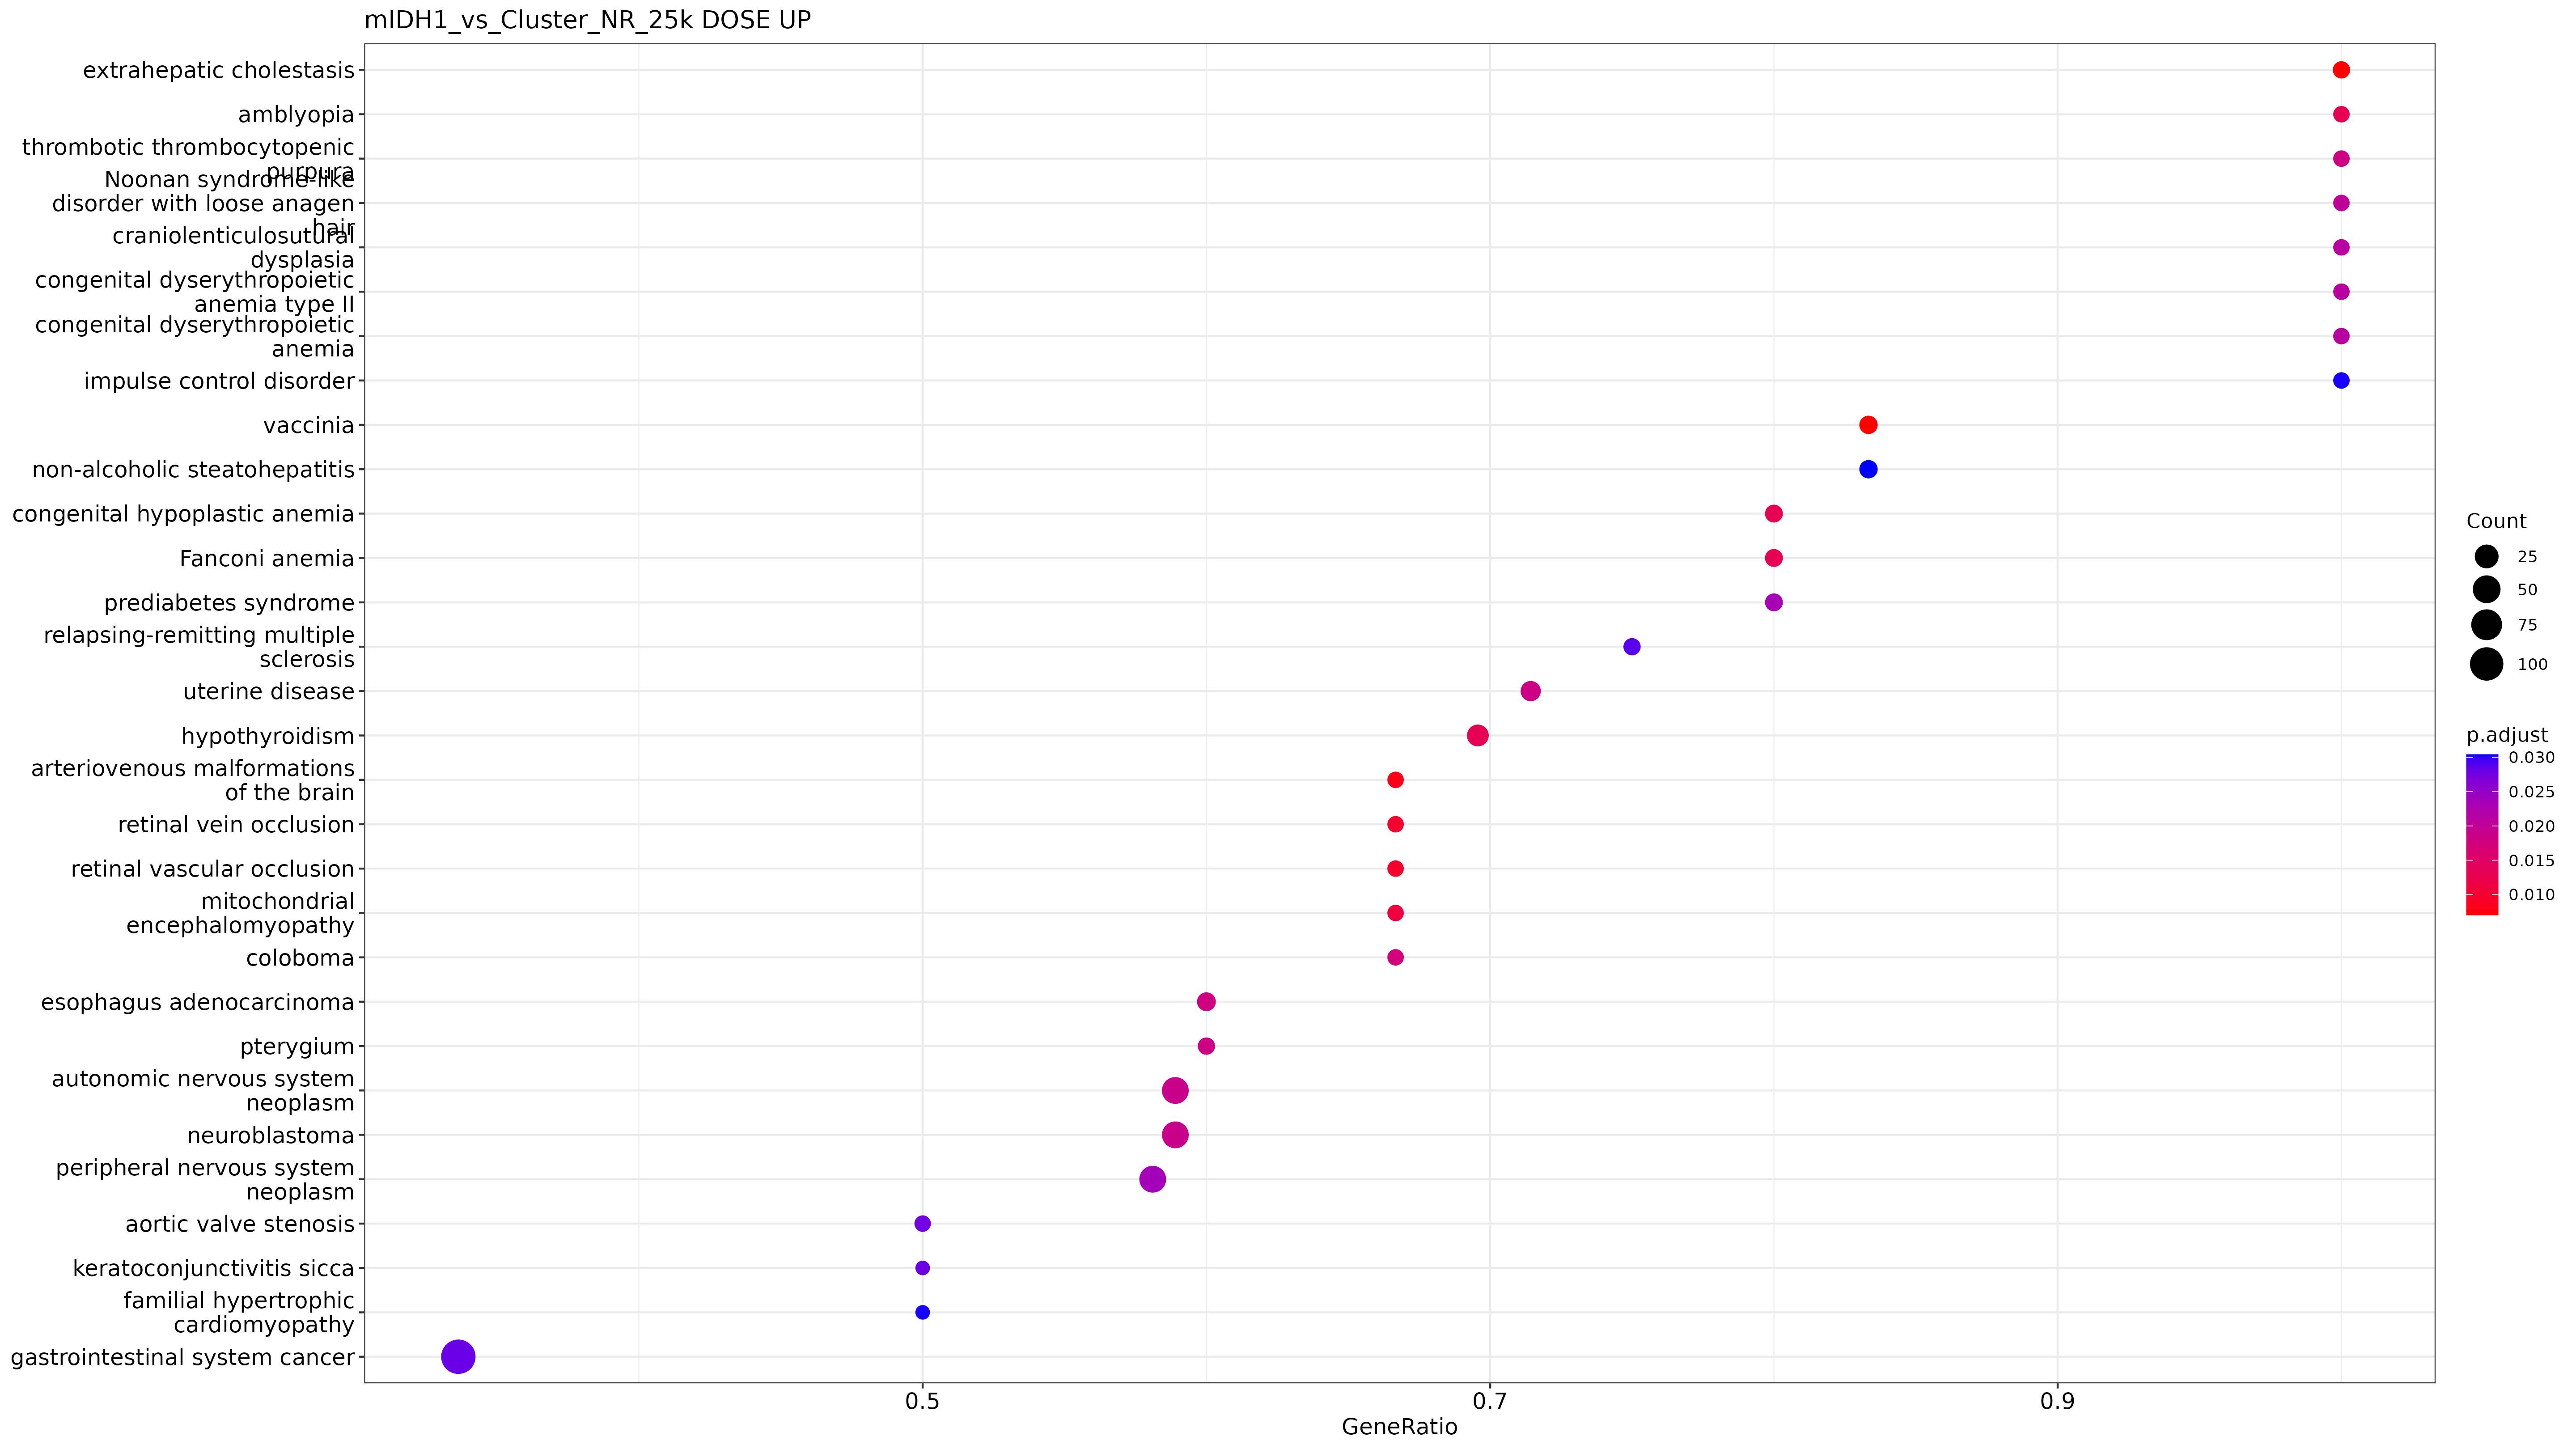 mIDH1_vs_Cluster_NR_25k DOSE UP
extrahepatic cholestasis
amblyopia
thrombotic thrombocytopenic
purpura
Noonan syndrome-like
disorder with loose anagen
hair
craniolenticulosutural
dysplasia
congenital dyserythropoietic
anemia type II
congenital dyserythropoietic
anemia
impulse control disorder
vaccinia
non-alcoholic steatohepatitis
congenital hypoplastic anemia
Fanconi anemia
prediabetes syndrome
relapsing-remitting multiple
sclerosis
uterine disease
hypothyroidism
arteriovenous malformations
of the brain
retinal vein occlusion
retinal vascular occlusion
mitochondrial
encephalomyopathy
coloboma
esophagus adenocarcinoma
pterygium
autonomic nervous system
neoplasm
neuroblastoma
peripheral nervous system
neoplasm
aortic valve stenosis
keratoconjunctivitis sicca
familial hypertrophic
cardiomyopathy
gastrointestinal system cancer
0.5
0.7
0.9
GeneRatio
Count
25
50
75
100
p.adjust
0.030
0.025
0.020
0.015
0.010